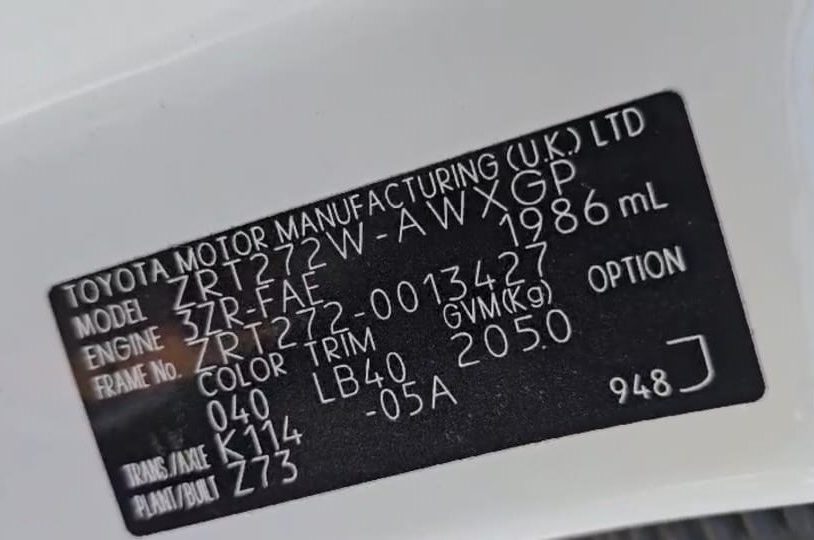 TOYOTA MOTOR MANUFACTURING (U.K.) LTD
MODEL ZRT272W-AWXGP
ENGINE 3ZR-FAE 1986 mL
FRAME No. ZRT272-0013427
COLOR TRIM GVM(Kg) OPTION
040 LB40 2050
-05A
TRANS./AXLE K114
PLANT/BUILT Z73
948 J